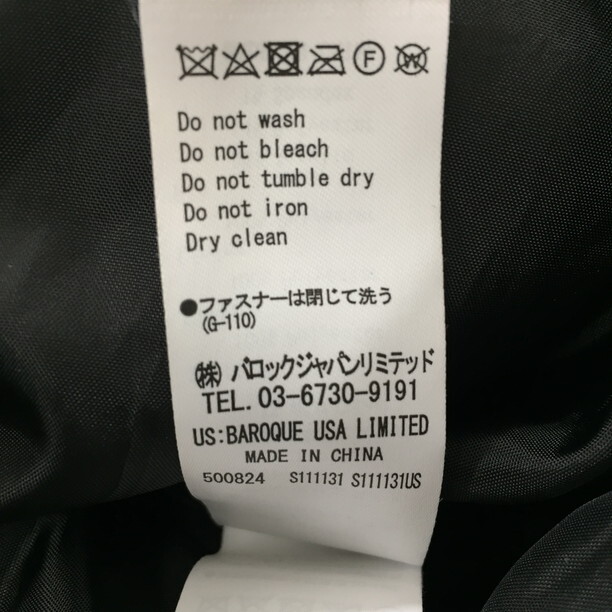 F W
Do not wash
Do not bleach
Do not tumble dry
Do not iron
Dry clean
●ファスナーは閉じて洗う
(G-110)
㈱ バロックジャパンリミテッド
TEL. 03-6730-9191
US:BAROQUE USA LIMITED
MADE IN CHINA
500824 S111131 S111131US